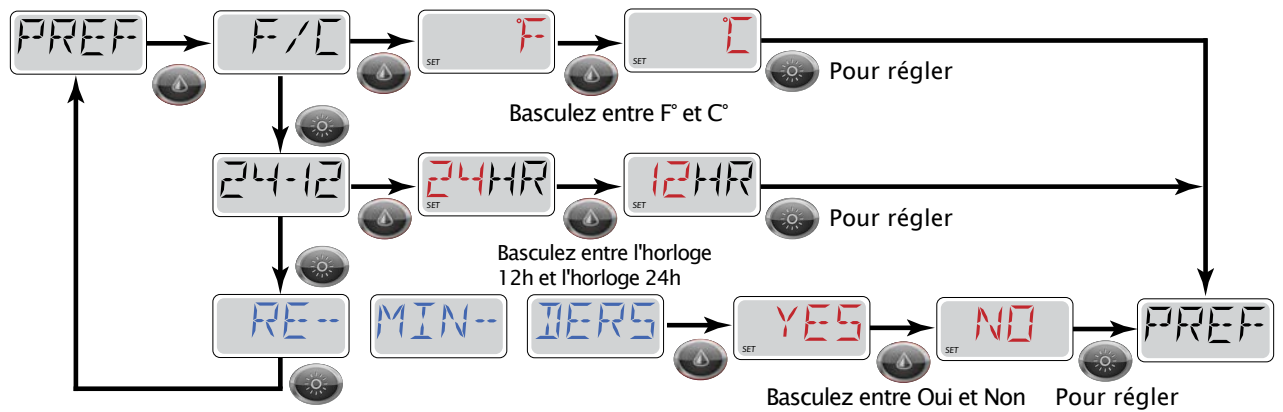 PREF F/C °F °C
SET SET
Pour régler
Basculez entre F° et C°
24-12 24HR 12HR
SET SET
Pour régler
Basculez entre l'horloge
12h et l'horloge 24h
RE-- MIN-- DERS YES NO PREF
SET SET
Basculez entre Oui et Non Pour régler